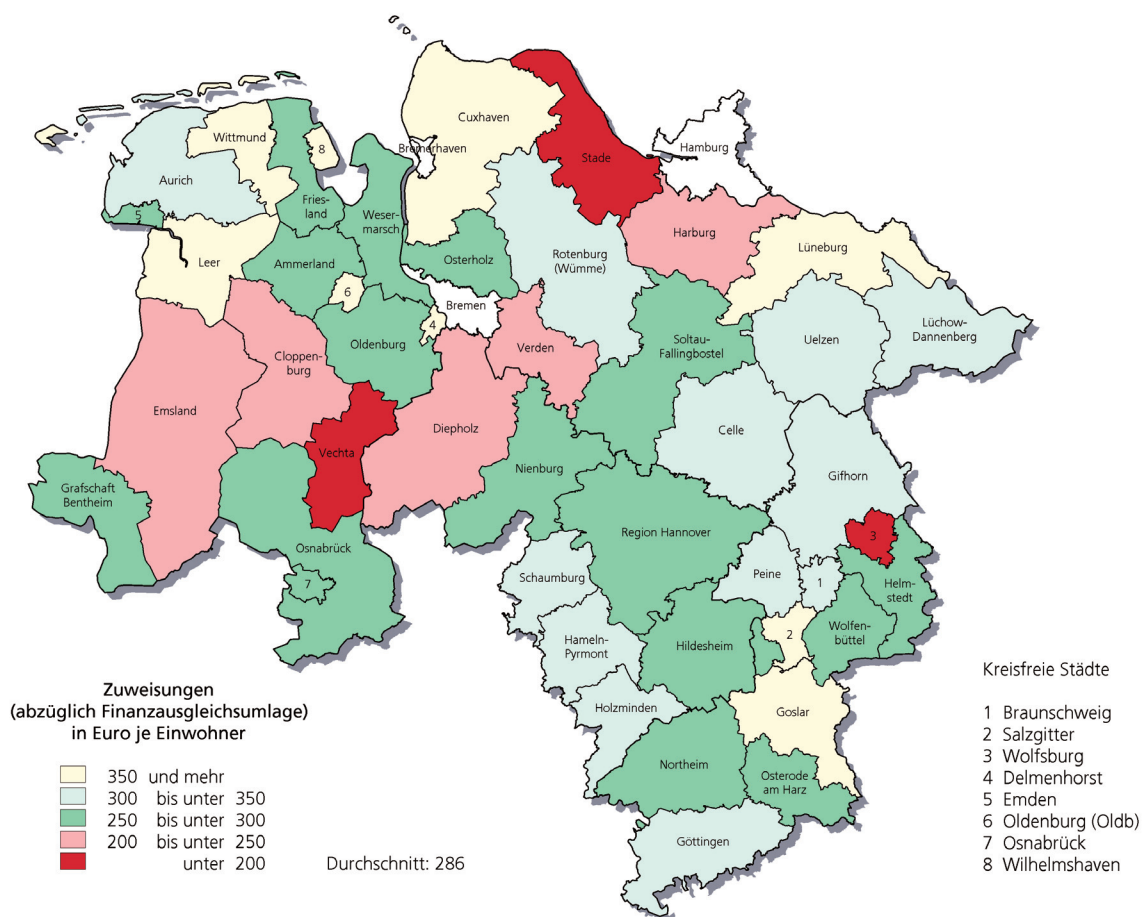 Cuxhaven
Wittmund
8
Bremerhaven
Hamburg
Stade
Aurich
Fries-
land
Weser-
marsch
5
Harburg
Lüneburg
Leer
Ammerland
Osterholz
Rotenburg
(Wümme)
6
Bremen
4
Lüchow-
Dannenberg
Oldenburg
Verden
Soltau-
Fallingbostel
Uelzen
Cloppen-
burg
Emsland
Diepholz
Celle
Vechta
Nienburg
Gifhorn
Grafschaft
Bentheim
Region Hannover
3
Osnabrück
7
Schaumburg
Peine
1
Helm-
stedt
Wolfen-
büttel
2
Hameln-
Pyrmont
Hildesheim
Holzminden
Goslar
Northeim
Osterode
am Harz
Göttingen
Zuweisungen
(abzüglich Finanzausgleichsumlage)
in Euro je Einwohner
350 und mehr
300 bis unter 350
250 bis unter 300
200 bis unter 250
unter 200
Durchschnitt: 286
Kreisfreie Städte
1 Braunschweig
2 Salzgitter
3 Wolfsburg
4 Delmenhorst
5 Emden
6 Oldenburg (Oldb)
7 Osnabrück
8 Wilhelmshaven